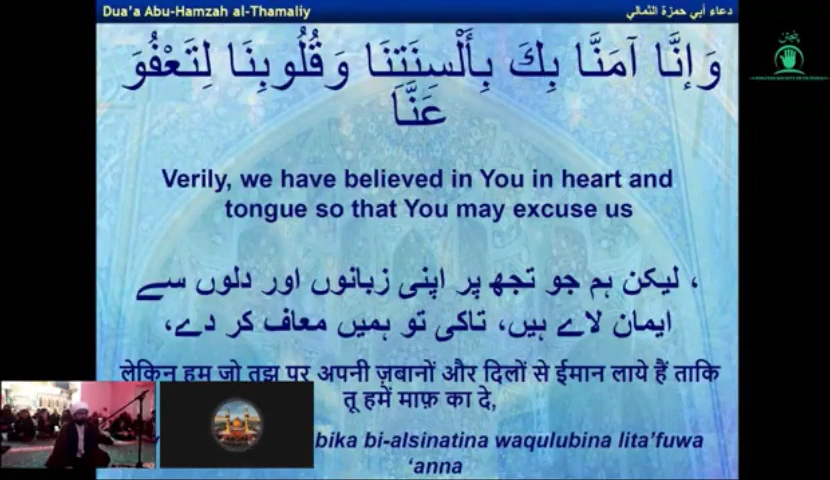 Dua'a Abu-Hamzah al-Thamaliy
دعاء أبي حمزة الثمالي
وَإِنَّا آمَنَّا بِكَ بِأَلْسِنَتِنَا وَقُلُوبِنَا لِتَعْفُوَ
عَنَّا
Verily, we have believed in You in heart and
tongue so that You may excuse us
، لیکن ہم جو تجھ پر اپنی زبانوں اور دلوں سے
ایمان لاے ہیں، تاکی تو ہمیں معاف کر دے،
लेकिन हम जो तुझ पर अपनी ज़बानों और दिलों से ईमान लाये हैं ताकि
तू हमें माफ़ का दे,
bika bi-alsinatina waqulubina lita'fuwa
'anna